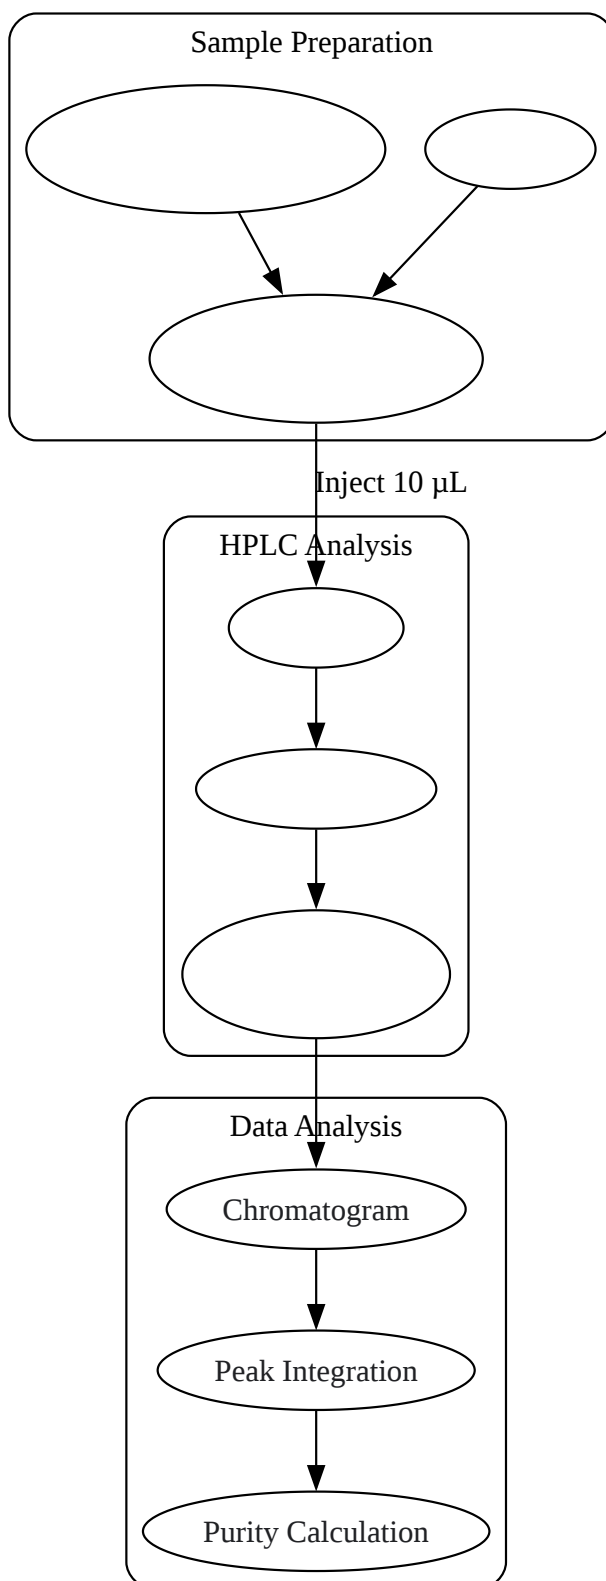 Sample Preparation
Inject 10 µL
HPLC Analysis
Data Analysis
Chromatogram
Peak Integration
Purity Calculation